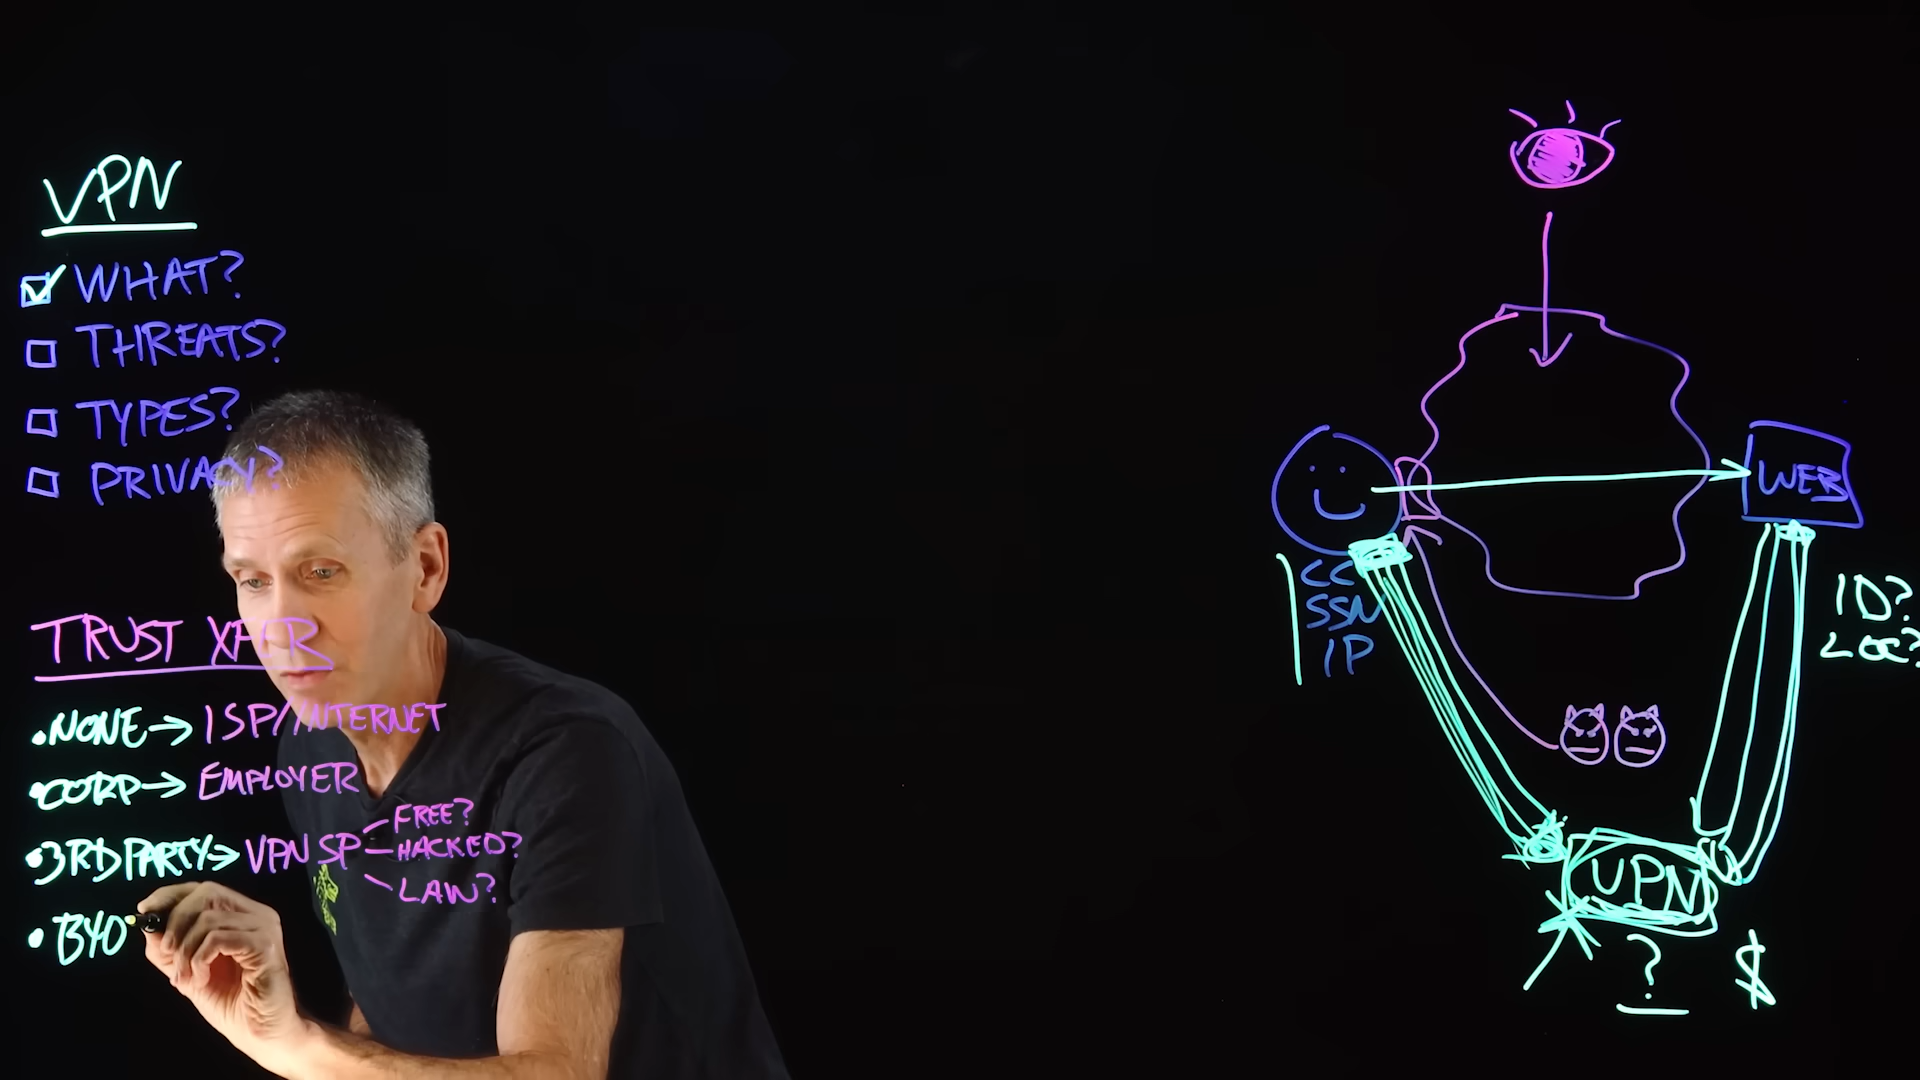 VPN
WHAT?
THREATS?
TYPES?
PRIVACY?
TRUST XFER
• NONE → ISP/INTERNET
• CORP → EMPLOYER
• 3RD PARTY → VPN SP
FREE?
HACKED?
LAW?
• BYO
WEB
CC
SSN
IP
ID?
LOC?
VPN
?
$